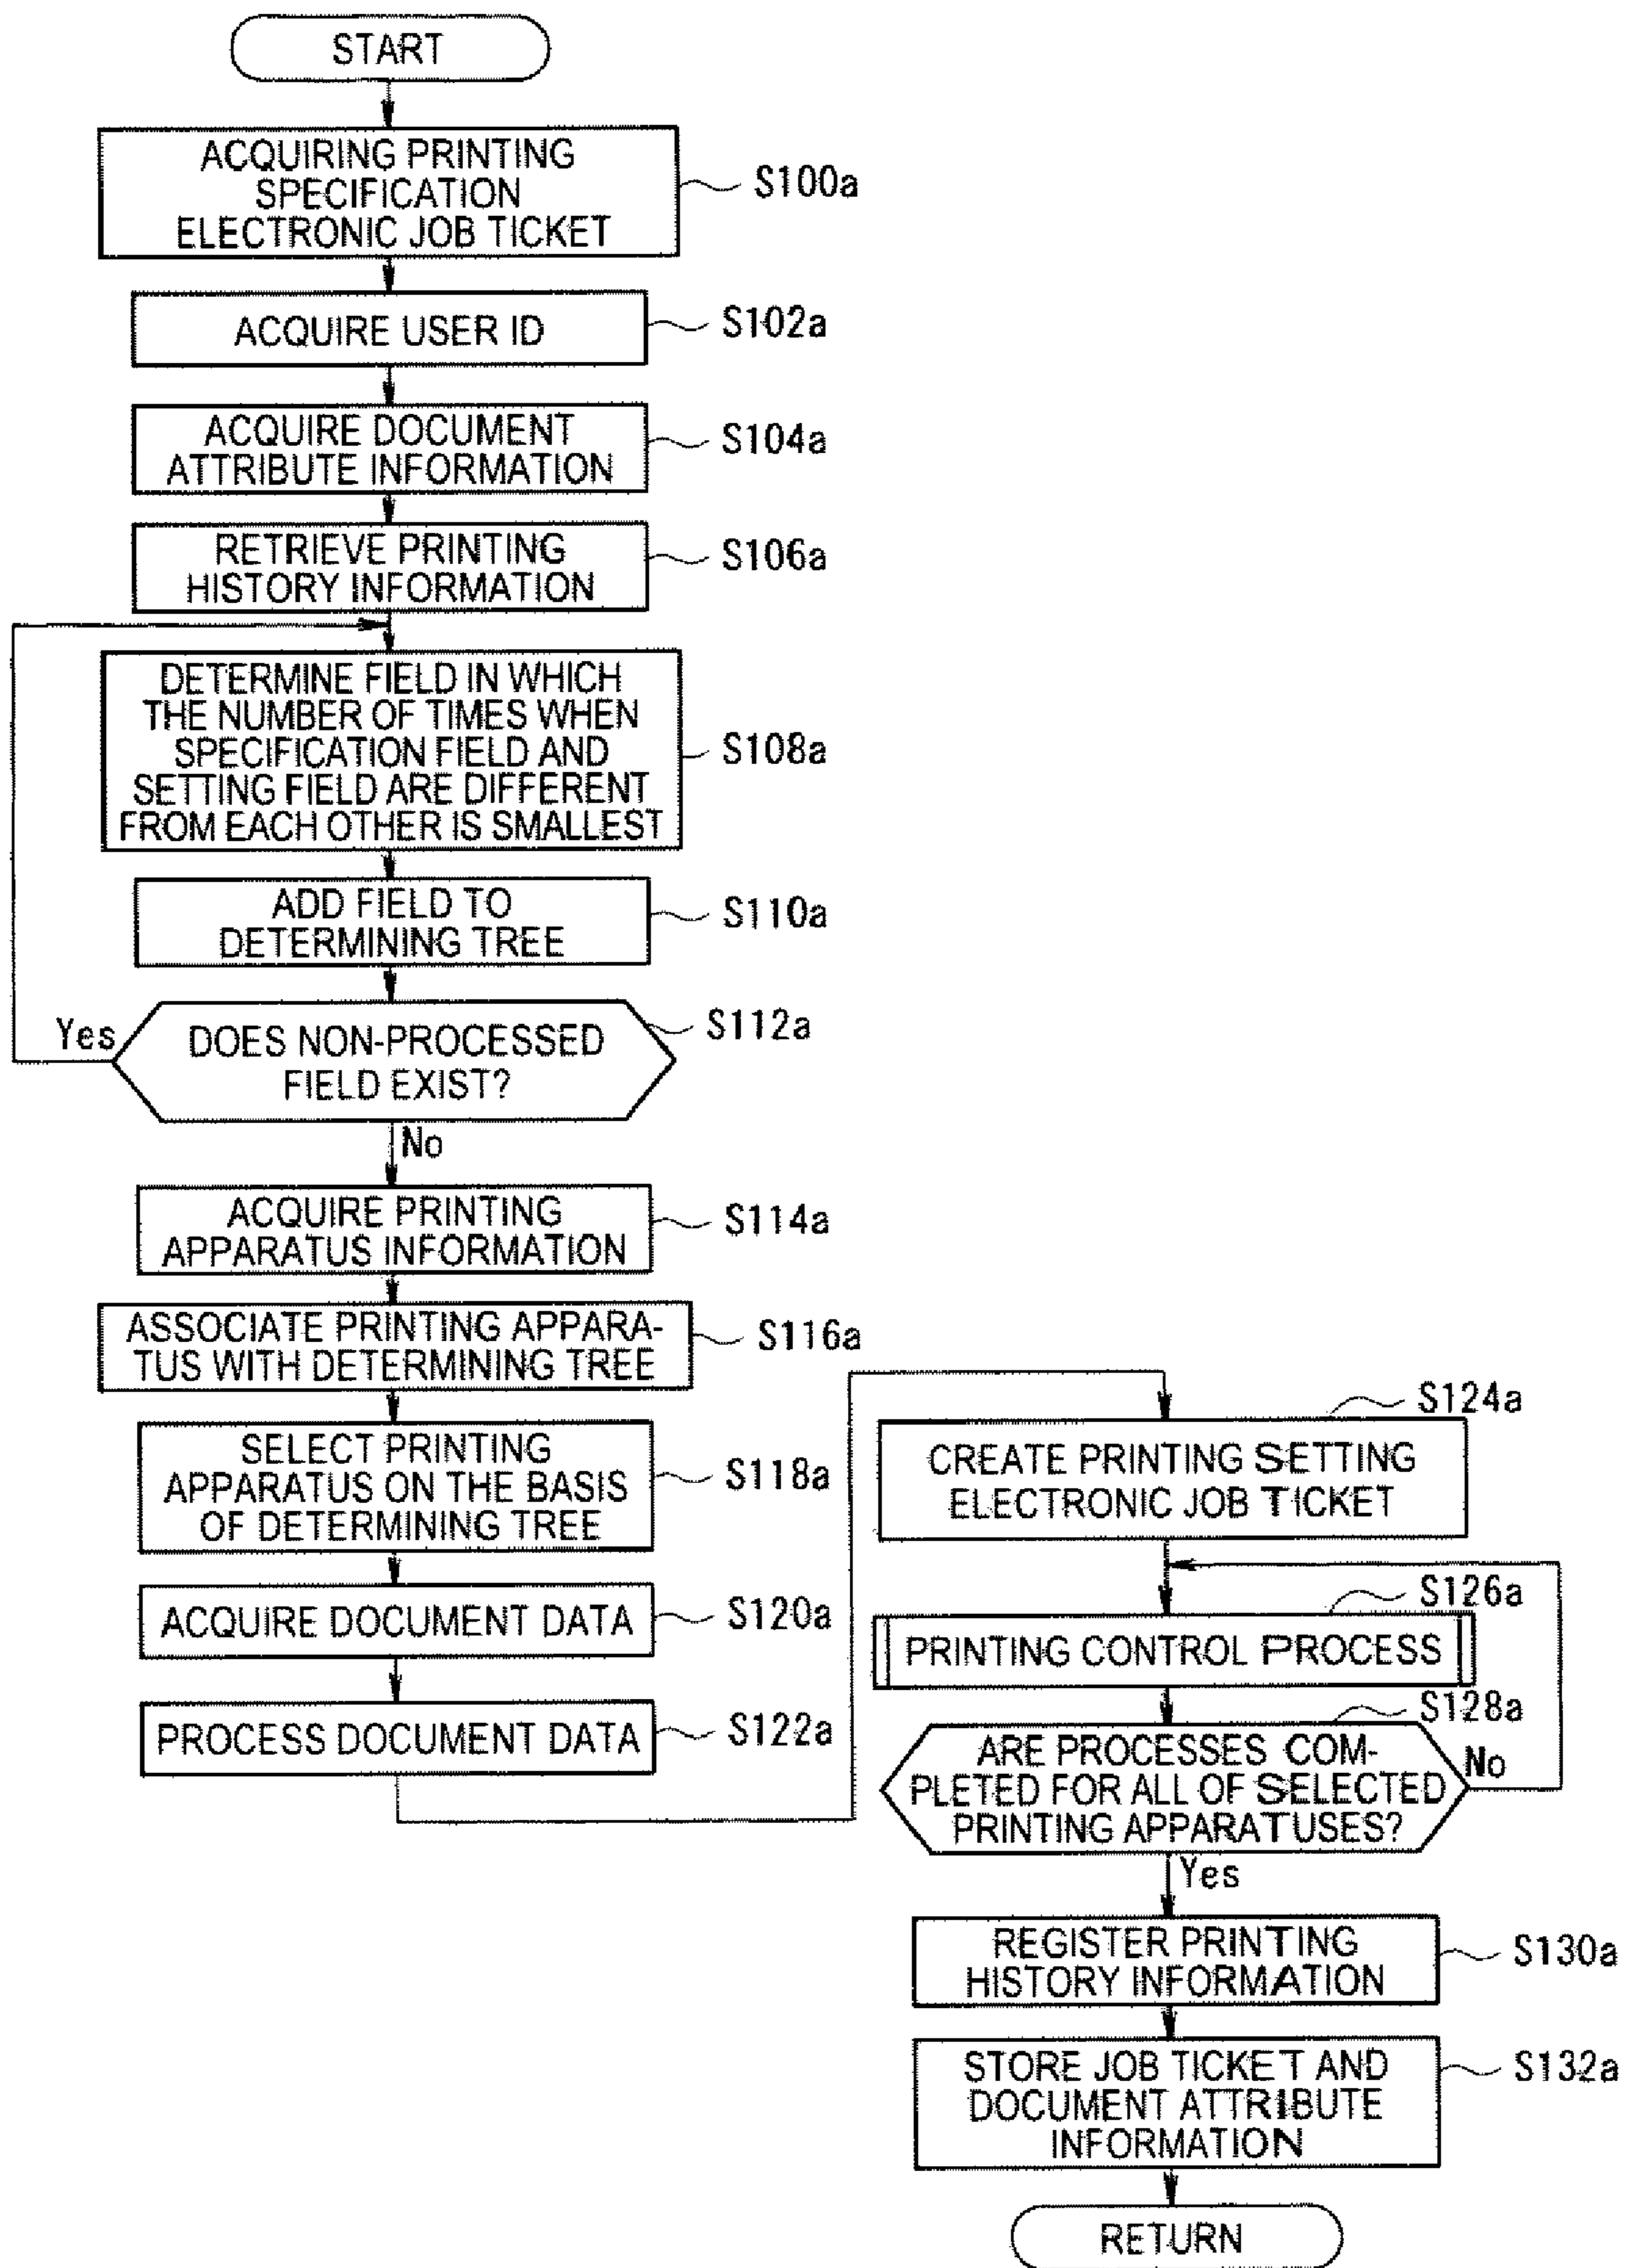 START
ACQUIRING PRINTING
SPECIFICATION
ELECTRONIC JOB TICKET
S100a
ACQUIRE USER ID
S102a
ACQUIRE DOCUMENT
ATTRIBUTE INFORMATION
S104a
RETRIEVE PRINTING
HISTORY INFORMATION
S106a
DETERMINE FIELD IN WHICH
THE NUMBER OF TIMES WHEN
SPECIFICATION FIELD AND
SETTING FIELD ARE DIFFERENT
FROM EACH OTHER IS SMALLEST
S108a
ADD FIELD TO
DETERMINING TREE
S110a
DOES NON-PROCESSED
FIELD EXIST?
S112a
Yes
No
ACQUIRE PRINTING
APPARATUS INFORMATION
S114a
ASSOCIATE PRINTING APPARA-
TUS WITH DETERMINING TREE
S116a
SELECT PRINTING
APPARATUS ON THE BASIS
OF DETERMINING TREE
S118a
ACQUIRE DOCUMENT DATA
S120a
PROCESS DOCUMENT DATA
S122a
S124a
CREATE PRINTING SETTING
ELECTRONIC JOB TICKET
S126a
PRINTING CONTROL PROCESS
S128a
ARE PROCESSES COM-
PLETED FOR ALL OF SELECTED
PRINTING APPARATUSES?
No
Yes
REGISTER PRINTING
HISTORY INFORMATION
S130a
STORE JOB TICKET AND
DOCUMENT ATTRIBUTE
INFORMATION
S132a
RETURN